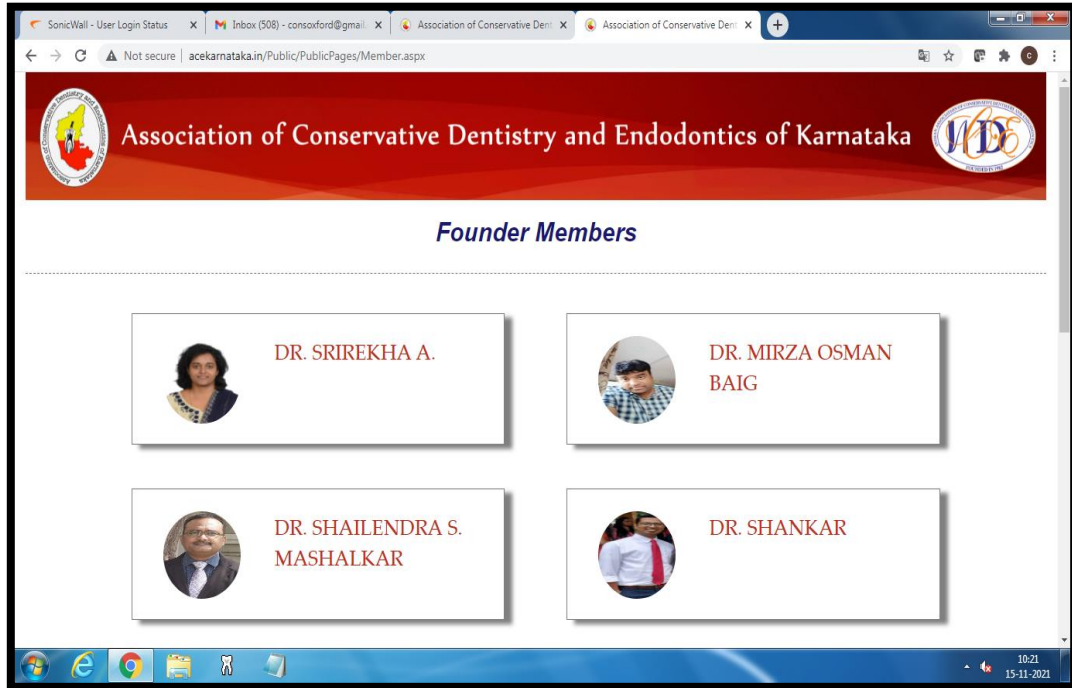 SonicWall - User Login Status
Inbox (508) - consoxford@gmail.
Association of Conservative Dent
Association of Conservative Dent
Not secure | acekarnataka.in/Public/PublicPages/Member.aspx
Association of Conservative Dentistry and Endodontics of Karnataka
Founder Members
DR. SRIREKHA A.
DR. MIRZA OSMAN
BAIG
DR. SHAILENDRA S.
MASHALKAR
DR. SHANKAR
10:21
15-11-2021